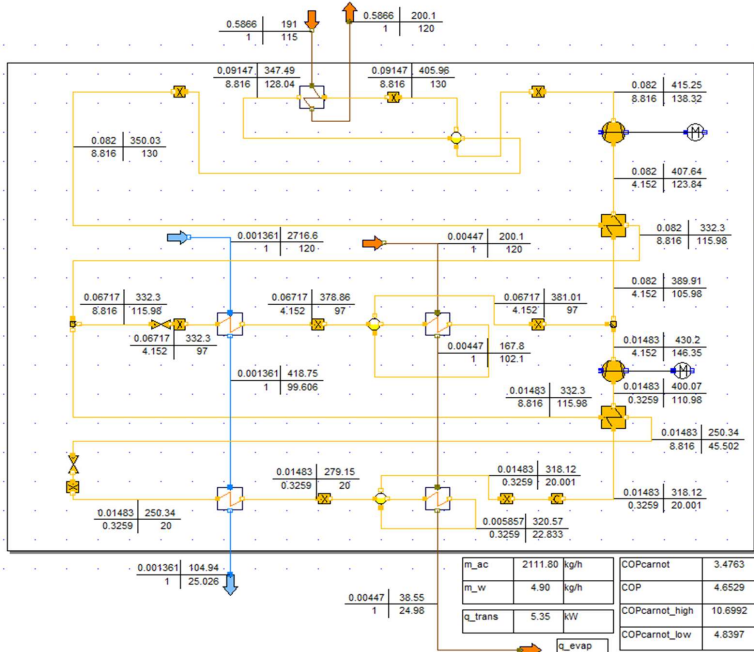 0.5866 191
1 115
0.5866 200.1
1 120
0.09147 347.49
8.816 128.04
0.09147 405.96
8.816 130
X
X
X
0.082 415.25
8.816 138.32
M
0.082 350.03
8.816 130
0.082 407.64
4.152 123.84
0.001361 2716.6
1 120
0.00447 200.1
1 120
0.082 332.3
8.816 115.98
0.06717 332.3
8.816 115.98
0.06717 378.86
4.152 97
0.06717 381.01
4.152 97
0.082 389.91
4.152 105.98
X
X
X
0.06717 332.3
4.152 97
0.00447 167.8
1 102.1
0.01483 430.2
4.152 146.35
M
0.001361 418.75
1 99.606
0.01483 332.3
8.816 115.98
0.01483 400.07
0.3259 110.98
0.01483 250.34
8.816 45.502
0.01483 279.15
0.3259 20
0.01483 318.12
0.3259 20.001
X
X
X
C
0.01483 250.34
0.3259 20
0.005857 320.57
0.3259 22.833
0.01483 318.12
0.3259 20.001
0.001361 104.94
1 25.026
0.00447 38.55
1 24.98
m_ac 2111.80 kg/h
m_w 4.90 kg/h
q_trans 5.35 kW
q_evap
COPcarnot 3.4763
COP 4.6529
COPcarnot_high 10.6992
COPcarnot_low 4.8397